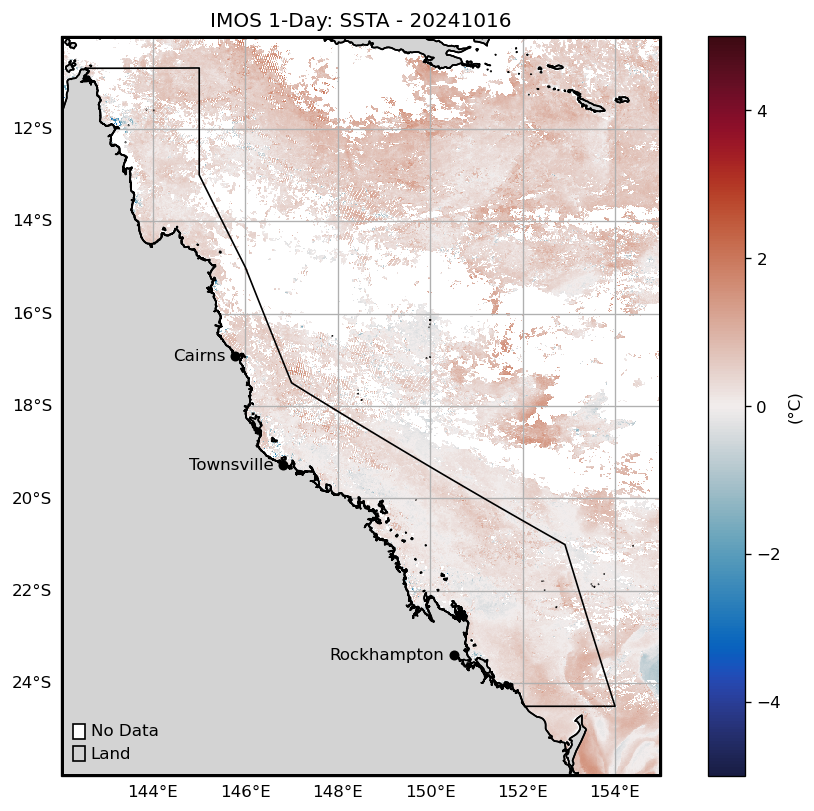 IMOS 1-Day: SSTA - 20241016
12°S
14°S
16°S
18°S
20°S
22°S
24°S
Cairns
Townsville
Rockhampton
No Data
Land
144°E 146°E 148°E 150°E 152°E 154°E
4
2
0
−2
−4
(°C)